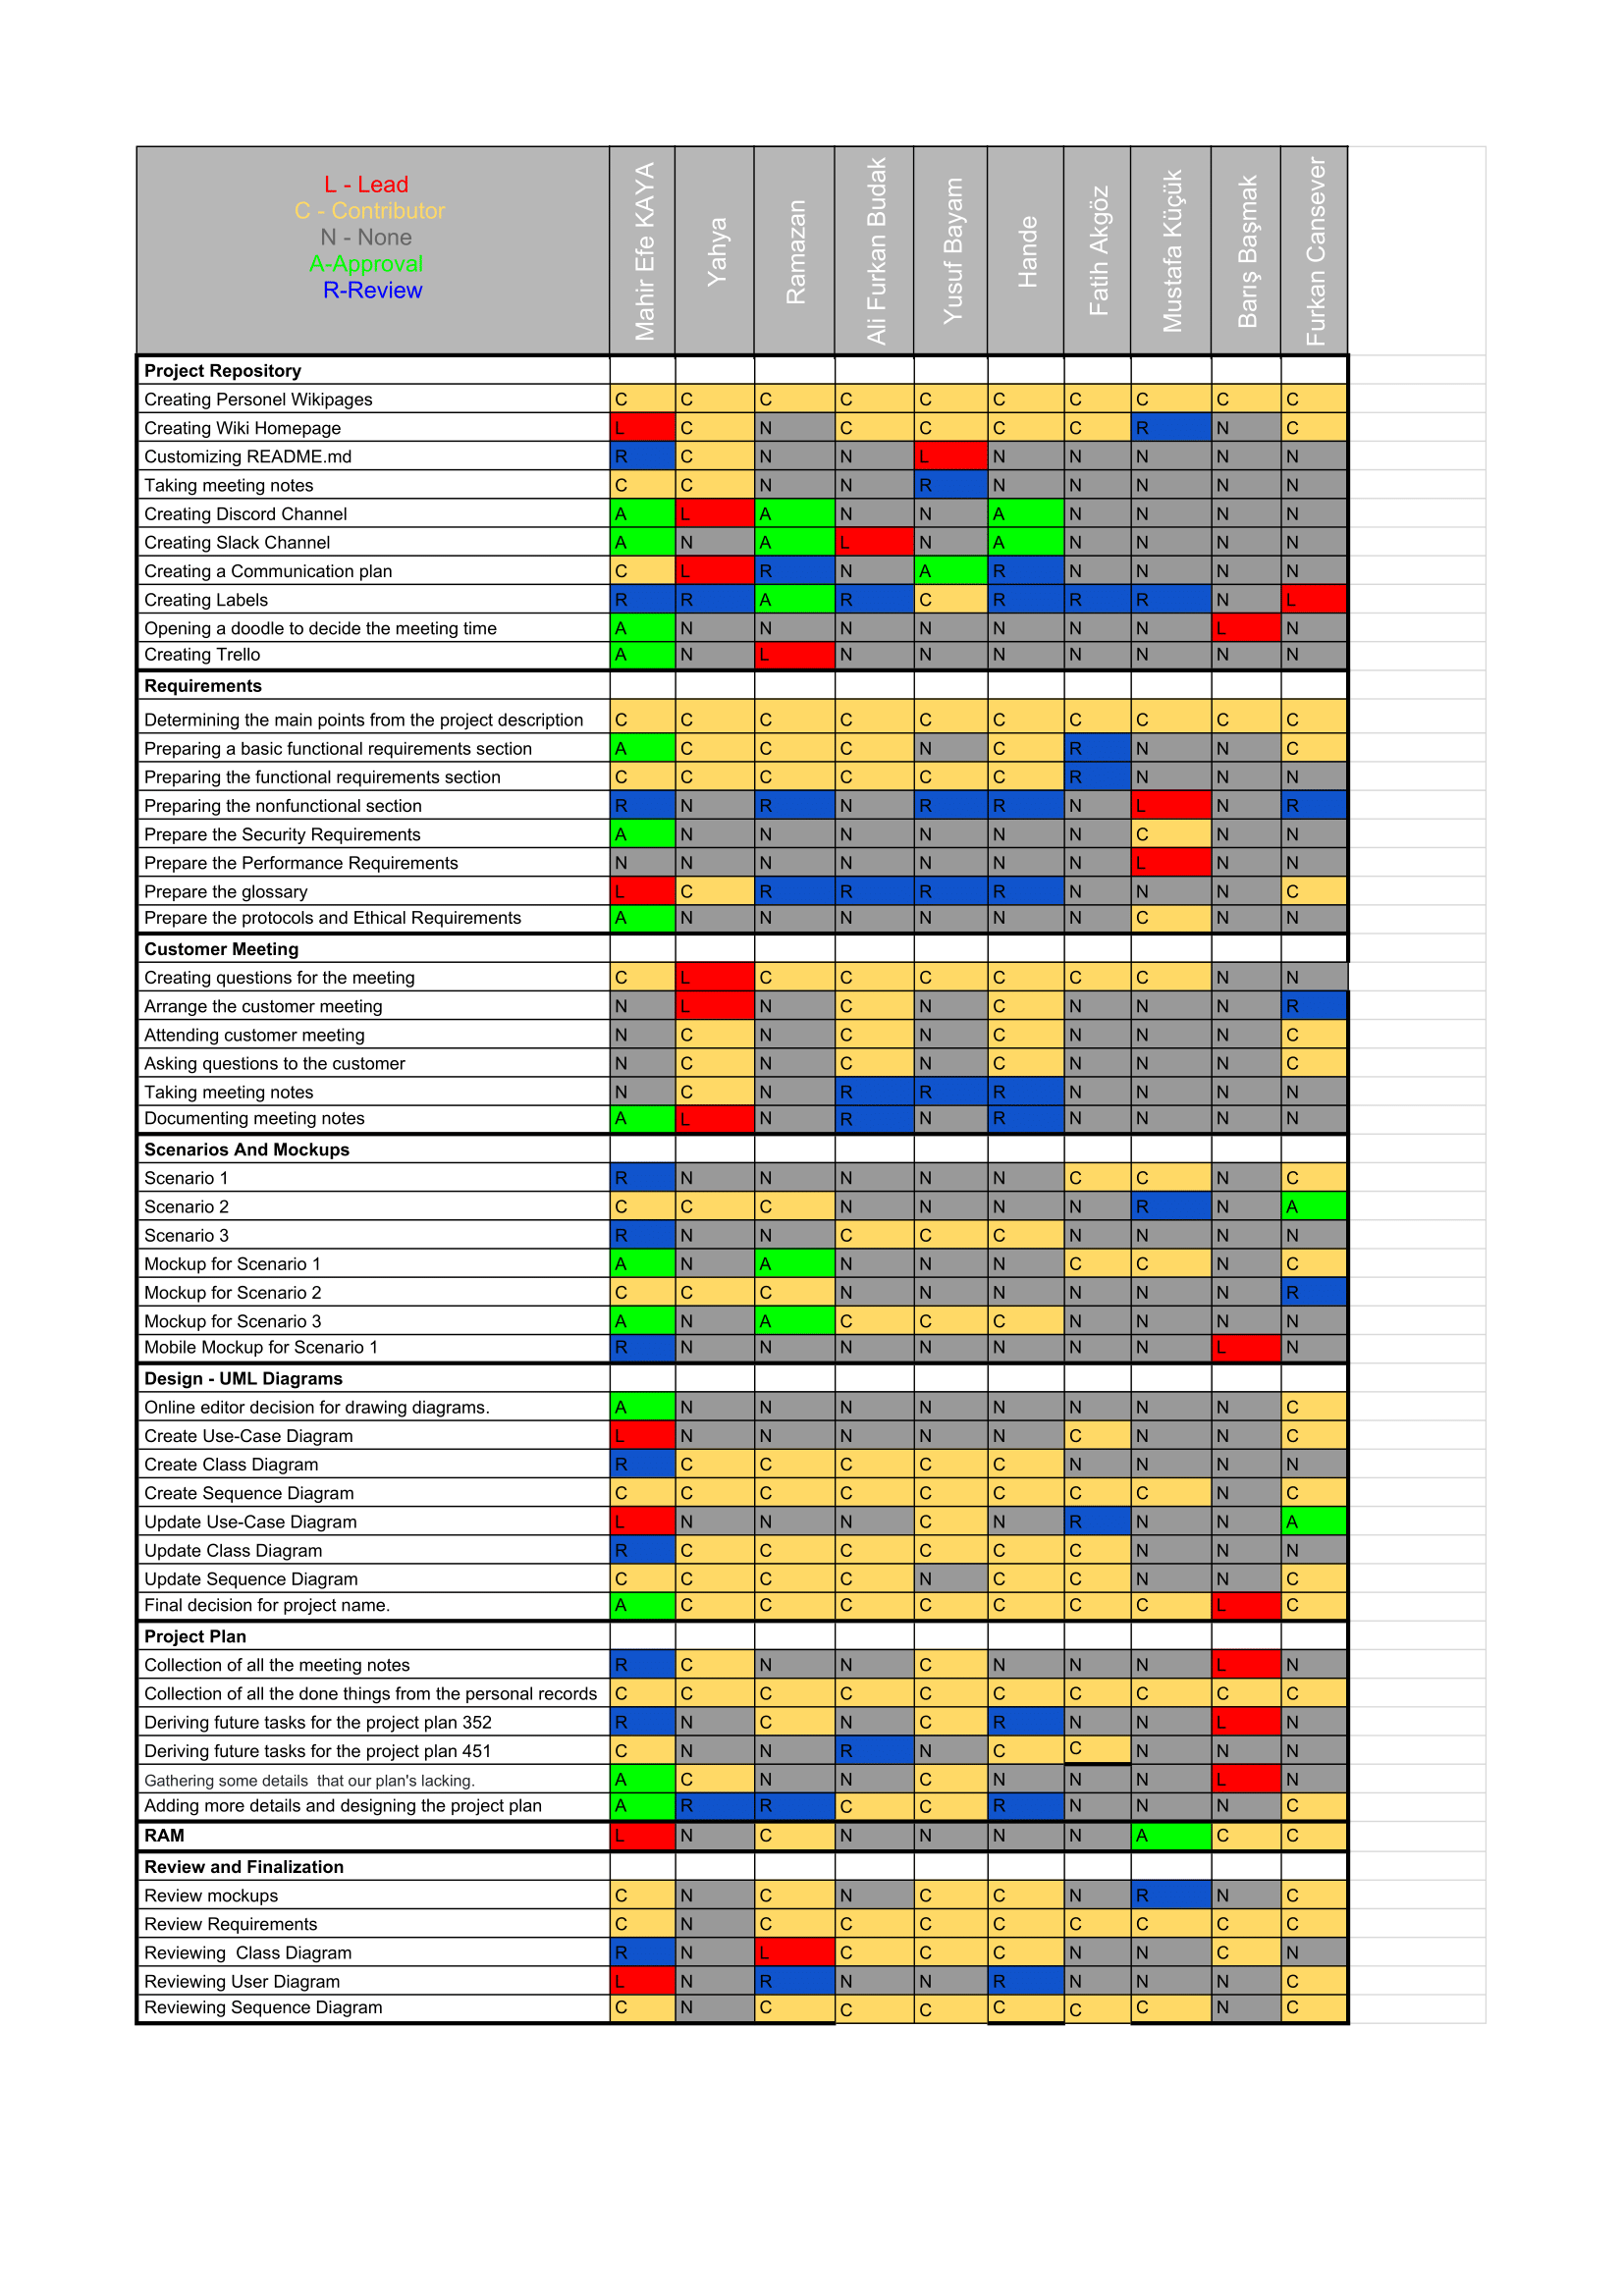 L - Lead
C - Contributor
N - None
A-Approval
R-Review
Mahir Efe KAYA Yahya Ramazan Ali Furkan Budak Yusuf Bayam Hande Fatih Akgöz Mustafa Küçük Barış Başmak Furkan Cansever
Project Repository
Creating Personel Wikipages C C C C C C C C C C
Creating Wiki Homepage L C N C C C C R N C
Customizing README.md R C N N L N N N N N
Taking meeting notes C C N N R N N N N N
Creating Discord Channel A L A N N A N N N N
Creating Slack Channel A N A L N A N N N N
Creating a Communication plan C L R N A R N N N N
Creating Labels R R A R C R R R N L
Opening a doodle to decide the meeting time A N N N N N N N L N
Creating Trello A N L N N N N N N N
Requirements
Determining the main points from the project description C C C C C C C C C C
Preparing a basic functional requirements section A C C C N C R N N C
Preparing the functional requirements section C C C C C C R N N N
Preparing the nonfunctional section R N R N R R N L N R
Prepare the Security Requirements A N N N N N N C N N
Prepare the Performance Requirements N N N N N N N L N N
Prepare the glossary L C R R R R N N N C
Prepare the protocols and Ethical Requirements A N N N N N N C N N
Customer Meeting
Creating questions for the meeting C L C C C C C C N N
Arrange the customer meeting N L N C N C N N N R
Attending customer meeting N C N C N C N N N C
Asking questions to the customer N C N C N C N N N C
Taking meeting notes N C N R R R N N N N
Documenting meeting notes A L N R N R N N N N
Scenarios And Mockups
Scenario 1 R N N N N N C C N C
Scenario 2 C C C N N N N R N A
Scenario 3 R N N C C C N N N N
Mockup for Scenario 1 A N A N N N C C N C
Mockup for Scenario 2 C C C N N N N N N R
Mockup for Scenario 3 A N A C C C N N N N
Mobile Mockup for Scenario 1 R N N N N N N N L N
Design - UML Diagrams
Online editor decision for drawing diagrams. A N N N N N N N N C
Create Use-Case Diagram L N N N N N C N N C
Create Class Diagram R C C C C C N N N N
Create Sequence Diagram C C C C C C C C N C
Update Use-Case Diagram L N N N C N R N N A
Update Class Diagram R C C C C C C N N N
Update Sequence Diagram C C C C N C C N N C
Final decision for project name. A C C C C C C C L C
Project Plan
Collection of all the meeting notes R C N N C N N N L N
Collection of all the done things from the personal records C C C C C C C C C C
Deriving future tasks for the project plan 352 R N C N C R N N L N
Deriving future tasks for the project plan 451 C N N R N C C N N N
Gathering some details that our plan's lacking. A C N N C N N N L N
Adding more details and designing the project plan A R R C C R N N N C
RAM L N C N N N N A C C
Review and Finalization
Review mockups C N C N C C N R N C
Review Requirements C N C C C C C C C C
Reviewing Class Diagram R N L C C C N N C N
Reviewing User Diagram L N R N N R N N N C
Reviewing Sequence Diagram C N C C C C C C N C